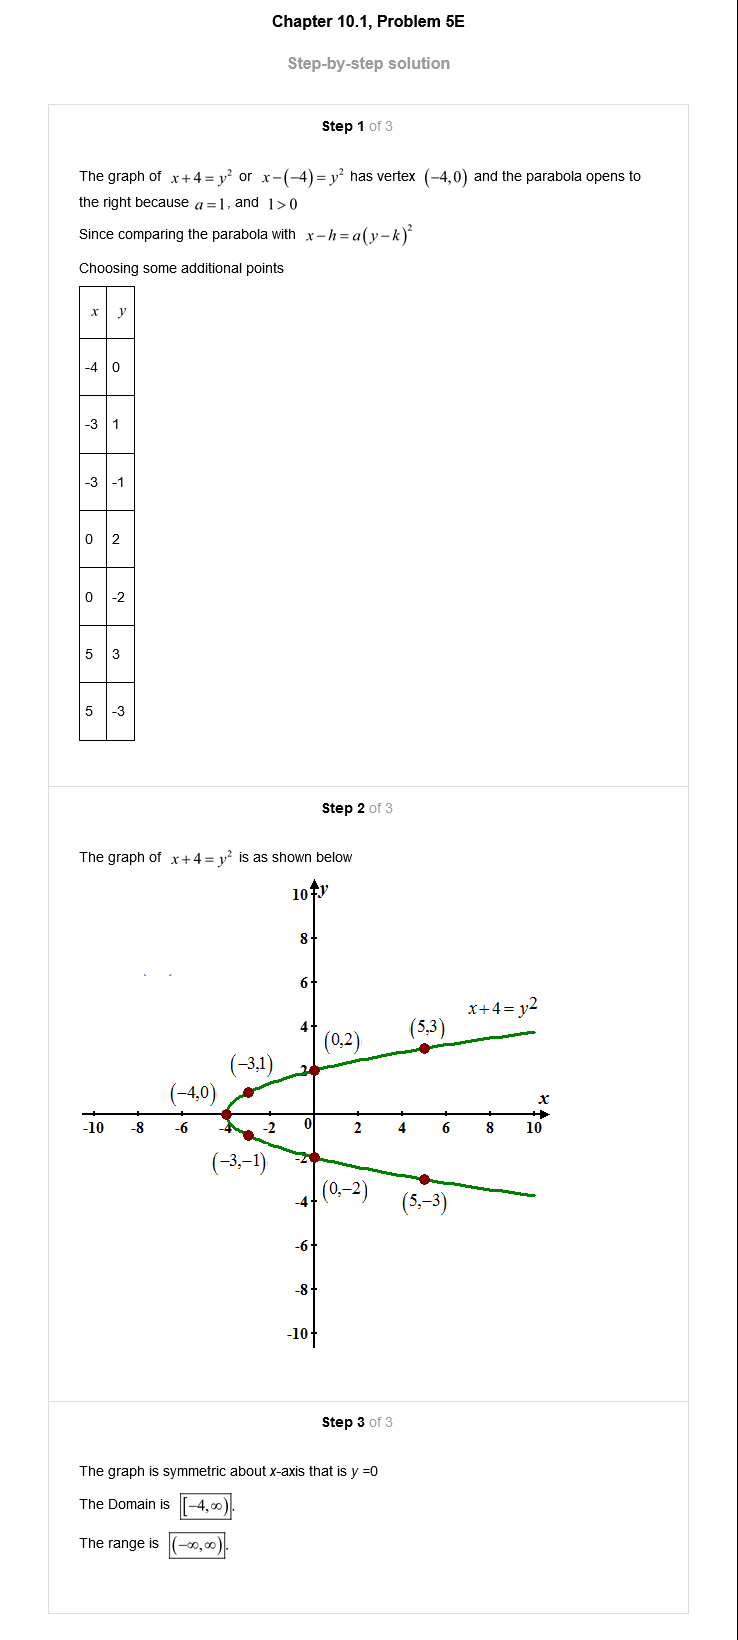 Chapter 10.1, Problem 5E
Step-by-step solution
Step 1 of 3
The graph of x+4=y² or x−(−4)=y² has vertex (−4,0) and the parabola opens to
the right because a=1, and 1>0
Since comparing the parabola with x−h=a(y−k)²
Choosing some additional points
x y
-4 0
-3 1
-3 -1
0 2
0 -2
5 3
5 -3
Step 2 of 3
The graph of x+4=y² is as shown below
10 y
8
6
x+4=y2
4 (0,2) (5,3)
(−3,1) 2
(−4,0)
x
-10 -8 -6 -4 -2 0 2 4 6 8 10
(−3,−1) -2
(0,−2)
-4 (5,−3)
-6
-8
-10
Step 3 of 3
The graph is symmetric about x-axis that is y =0
The Domain is [−4,∞).
The range is (−∞,∞).